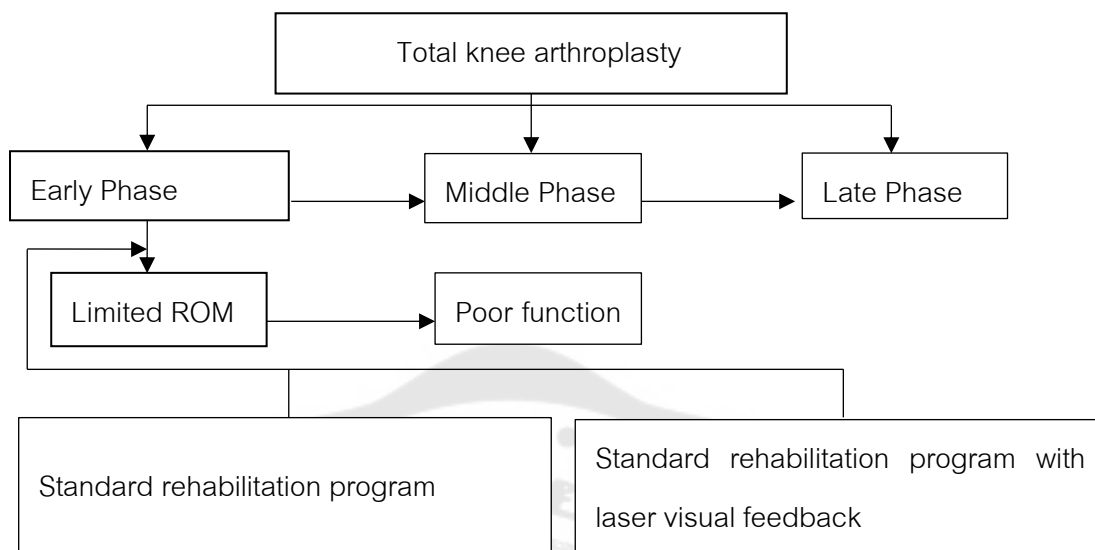 Total knee arthroplasty
Early Phase
Middle Phase
Late Phase
Limited ROM
Poor function
Standard rehabilitation program
Standard rehabilitation program with
laser visual feedback